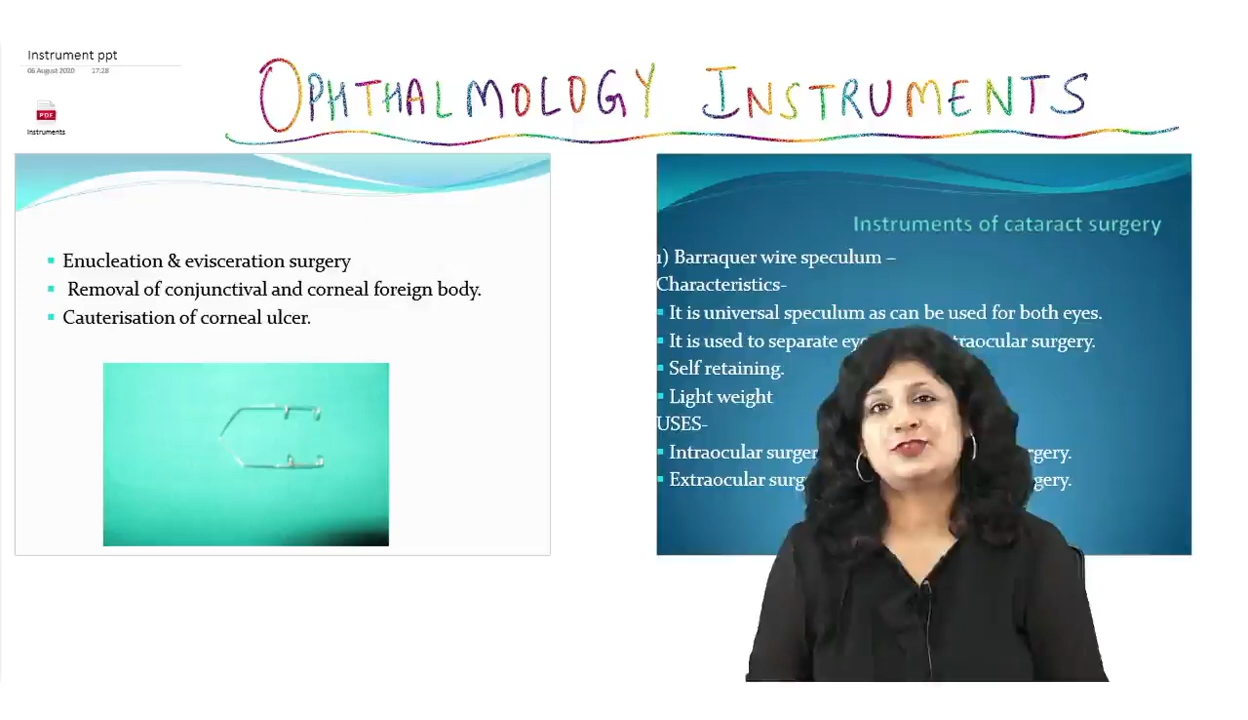 Instrument ppt
06 August 2020 17:28
PDF
Instruments
OPHTHALMOLOGY INSTRUMENTS
Enucleation & evisceration surgery
Removal of conjunctival and corneal foreign body.
Cauterisation of corneal ulcer.
Instruments of cataract surgery
) Barraquer wire speculum –
Characteristics-
It is universal speculum as can be used for both eyes.
It is used to separate surgery.
Self retaining.
Light weight
USES-
Intraocular
Extraocular